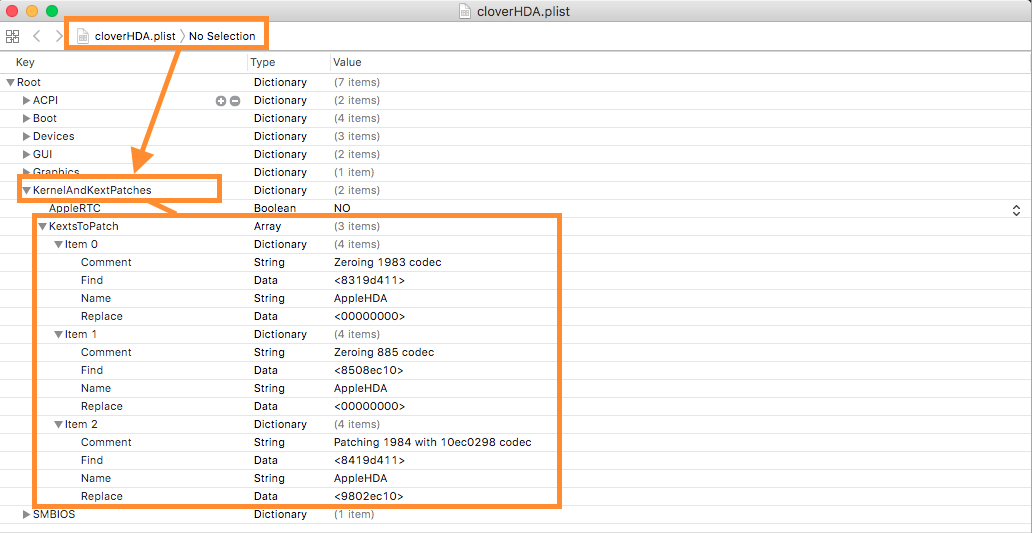 cloverHDA.plist
cloverHDA.plist No Selection
Key Type Value
Root Dictionary (7 items)
ACPI Dictionary (2 items)
Boot Dictionary (4 items)
Devices Dictionary (3 items)
GUI Dictionary (2 items)
Graphics Dictionary (1 item)
KernelAndKextPatches Dictionary (2 items)
AppleRTC Boolean NO
KextsToPatch Array (3 items)
Item 0 Dictionary (4 items)
Comment String Zeroing 1983 codec
Find Data <8319d411>
Name String AppleHDA
Replace Data <00000000>
Item 1 Dictionary (4 items)
Comment String Zeroing 885 codec
Find Data <8508ec10>
Name String AppleHDA
Replace Data <00000000>
Item 2 Dictionary (4 items)
Comment String Patching 1984 with 10ec0298 codec
Find Data <8419d411>
Name String AppleHDA
Replace Data <9802ec10>
SMBIOS Dictionary (1 item)